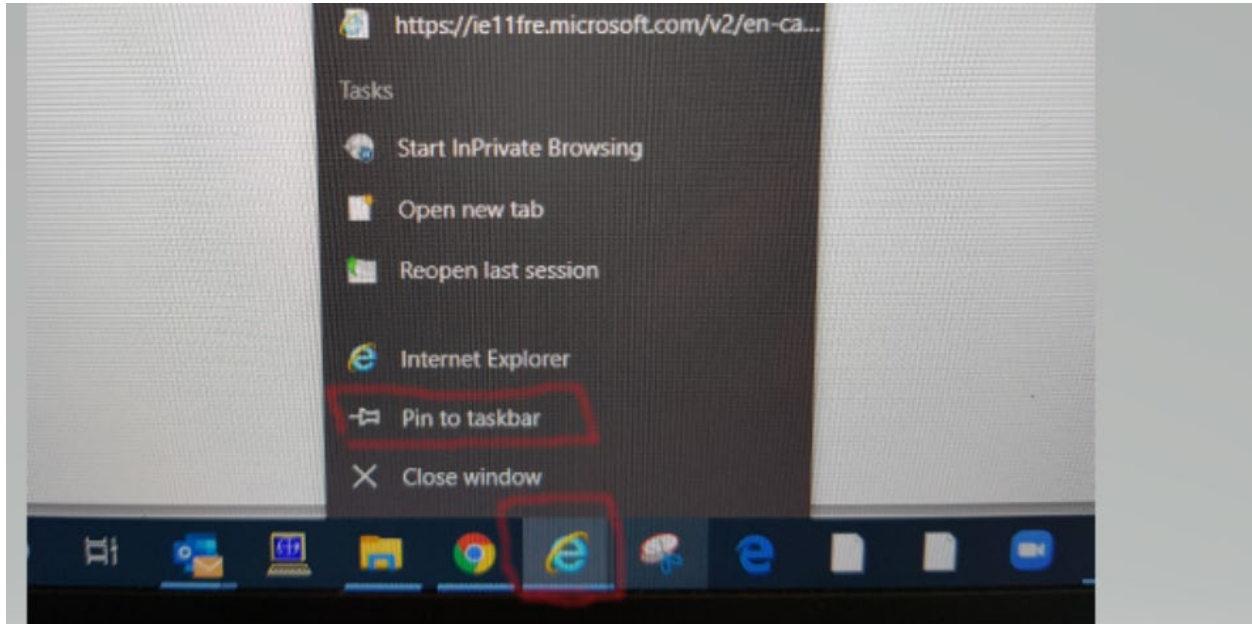 https://ie11fre.microsoft.com/v2/en-ca...
Tasks
Start InPrivate Browsing
Open new tab
Reopen last session
Internet Explorer
Pin to taskbar
Close window